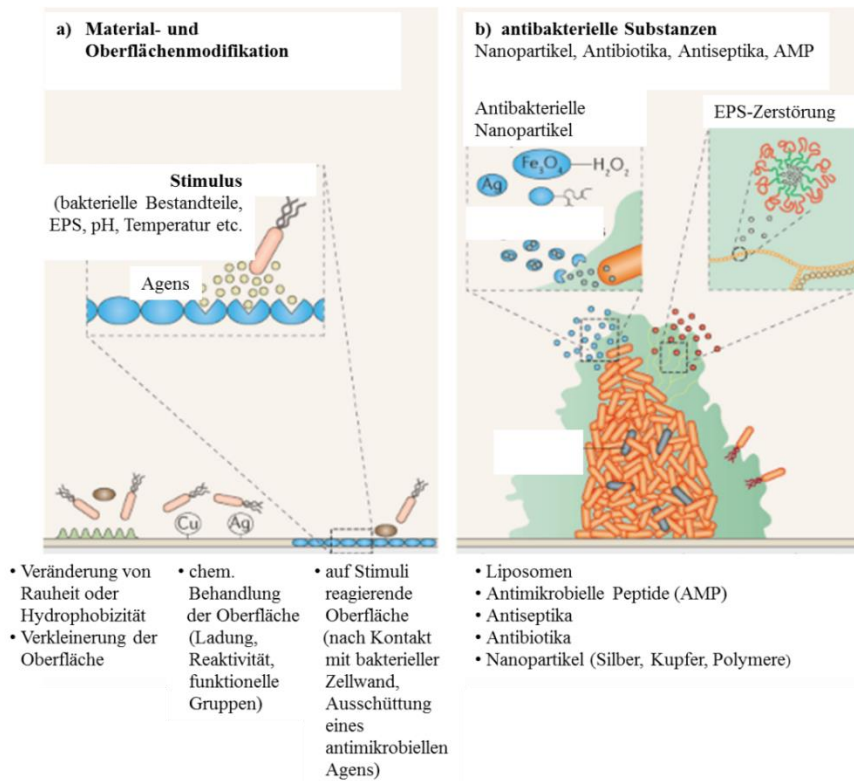 a) Material- und
Oberflächenmodifikation
Stimulus
(bakterielle Bestandteile,
EPS, pH, Temperatur etc.
Agens
Cu
Ag
• Veränderung von
Rauheit oder
Hydrophobizität
• Verkleinerung der
Oberfläche
• chem.
Behandlung
der Oberfläche
(Ladung,
Reaktivität,
funktionelle
Gruppen)
• auf Stimuli
reagierende
Oberfläche
(nach Kontakt
mit bakterieller
Zellwand,
Ausschüttung
eines
antimikrobiellen
Agens)
b) antibakterielle Substanzen
Nanopartikel, Antibiotika, Antiseptika, AMP
Antibakterielle
Nanopartikel
Fe₃O₄ H₂O₂
Ag
EPS-Zerstörung
• Liposomen
• Antimikrobielle Peptide (AMP)
• Antiseptika
• Antibiotika
• Nanopartikel (Silber, Kupfer, Polymere)